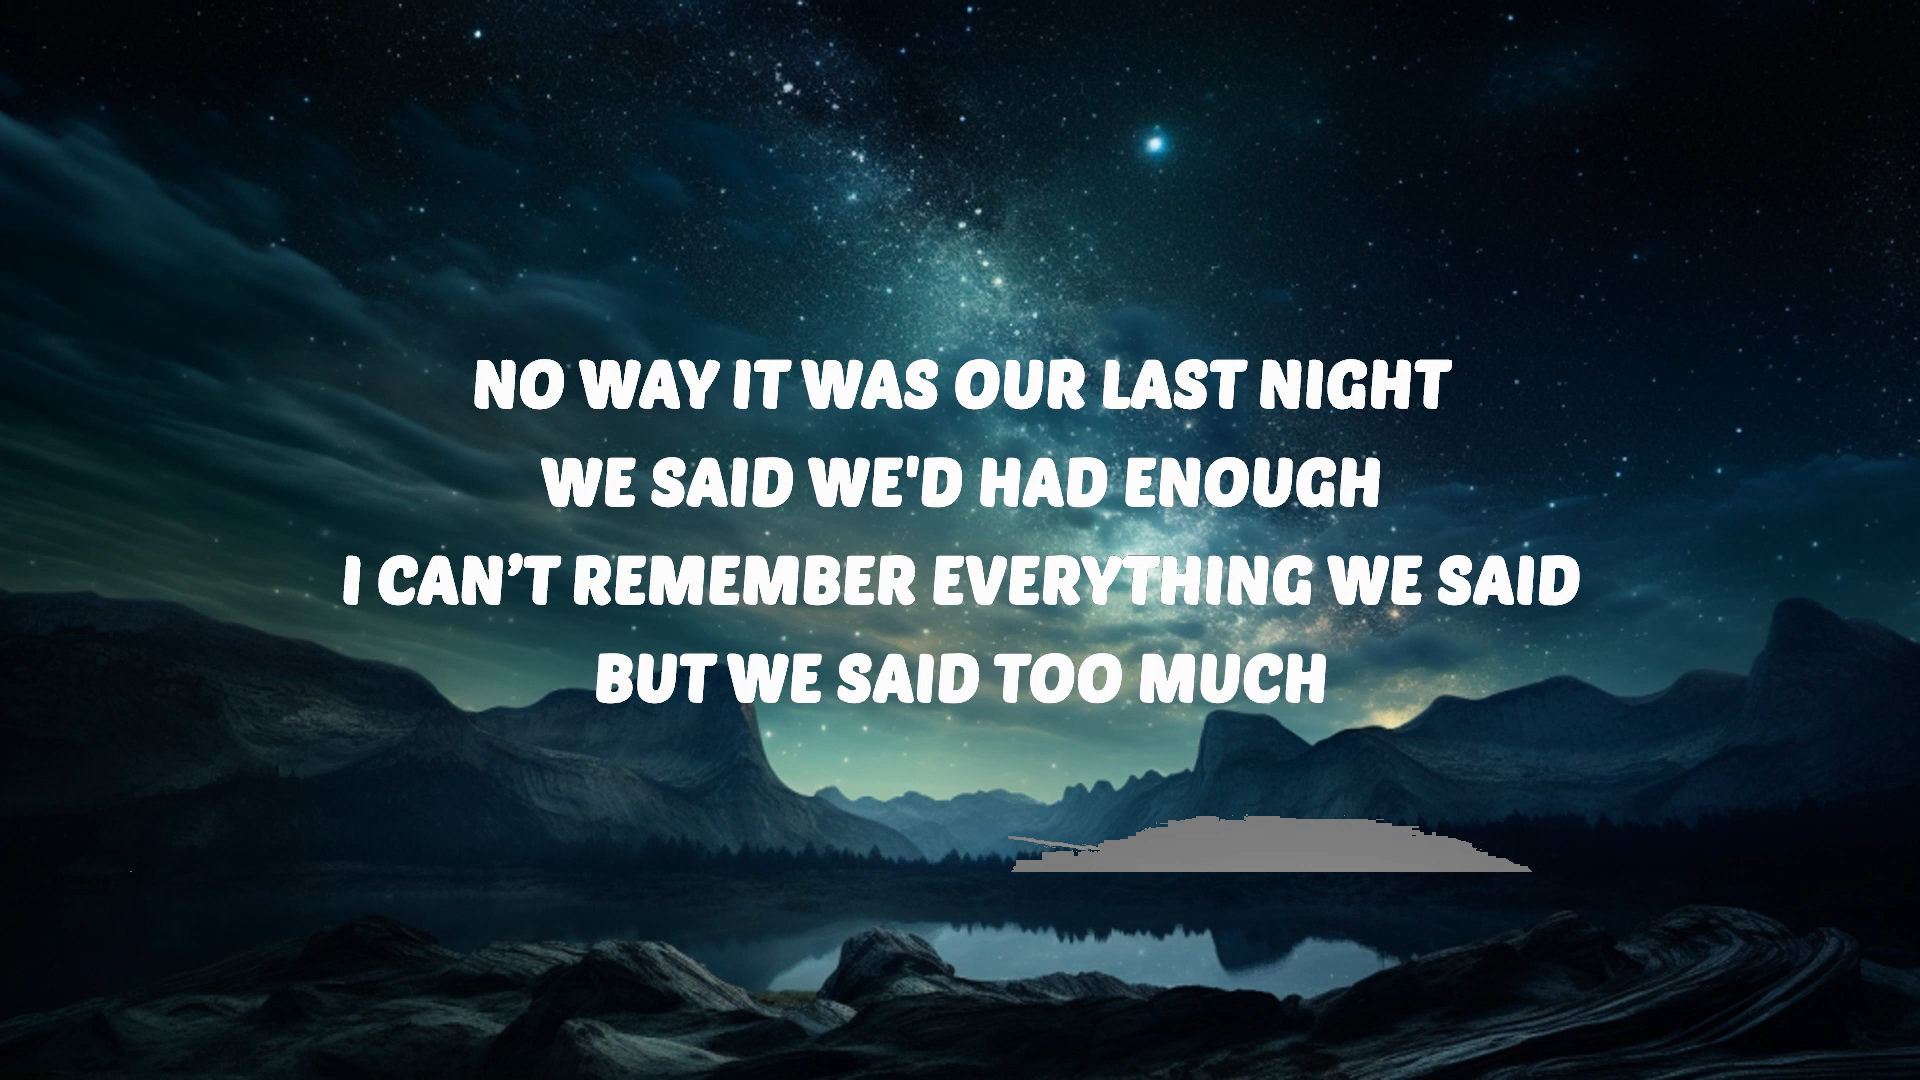 NO WAY IT WAS OUR LAST NIGHT
WE SAID WE'D HAD ENOUGH
I CAN’T REMEMBER EVERYTHING WE SAID
BUT WE SAID TOO MUCH